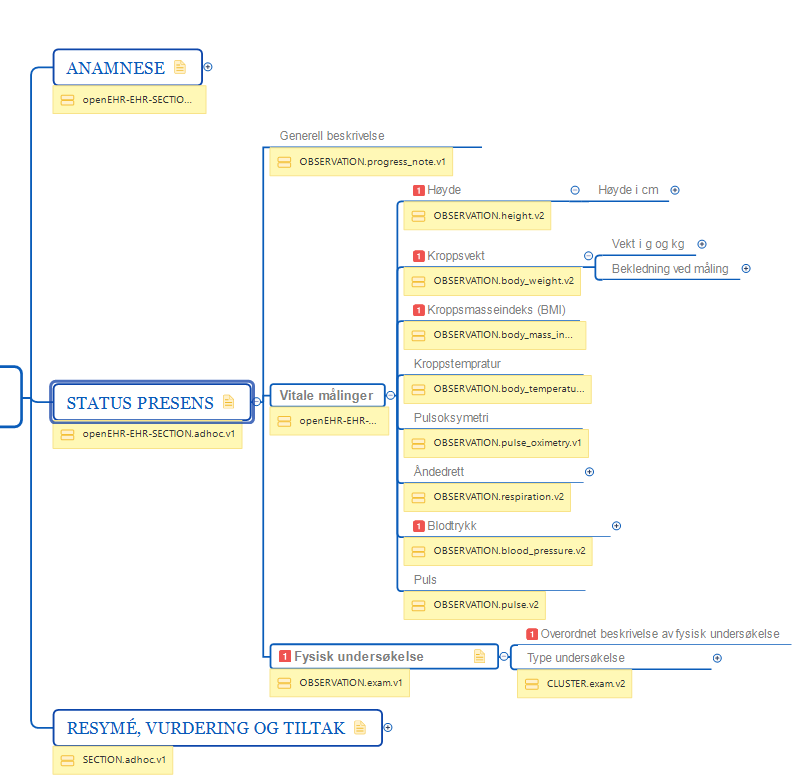 ANAMNESE
openEHR-EHR-SECTIO...
Generell beskrivelse
OBSERVATION.progress_note.v1
1 Høyde
Høyde i cm
OBSERVATION.height.v2
1 Kroppsvekt
Vekt i g og kg
Bekledning ved måling
OBSERVATION.body_weight.v2
1 Kroppsmasseindeks (BMI)
OBSERVATION.body_mass_in...
Kroppstempratur
OBSERVATION.body_temperatu...
STATUS PRESENS
openEHR-EHR-SECTION.adhoc.v1
Vitale målinger
openEHR-EHR-...
Pulsoksymetri
OBSERVATION.pulse_oximetry.v1
Åndedrett
OBSERVATION.respiration.v2
1 Blodtrykk
OBSERVATION.blood_pressure.v2
Puls
OBSERVATION.pulse.v2
1 Fysisk undersøkelse
OBSERVATION.exam.v1
1 Overordnet beskrivelse av fysisk undersøkelse
Type undersøkelse
CLUSTER.exam.v2
RESYMÉ, VURDERING OG TILTAK
SECTION.adhoc.v1